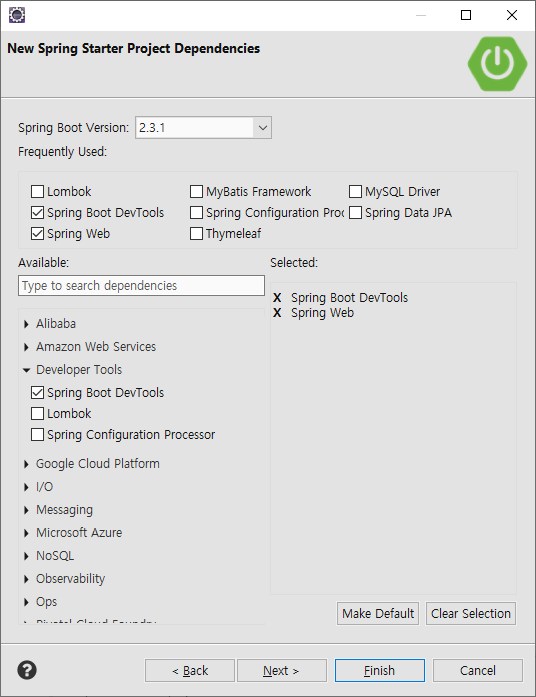 New Spring Starter Project Dependencies
Spring Boot Version: 2.3.1
Frequently Used:
Lombok MyBatis Framework MySQL Driver
Spring Boot DevTools Spring Configuration Proc Spring Data JPA
Spring Web Thymeleaf
Available: Selected:
Type to search dependencies
X Spring Boot DevTools
X Spring Web
Alibaba
Amazon Web Services
Developer Tools
Spring Boot DevTools
Lombok
Spring Configuration Processor
Google Cloud Platform
I/O
Messaging
Microsoft Azure
NoSQL
Observability
Ops
Pivotal Cloud Foundry
Make Default Clear Selection
? < Back Next > Finish Cancel